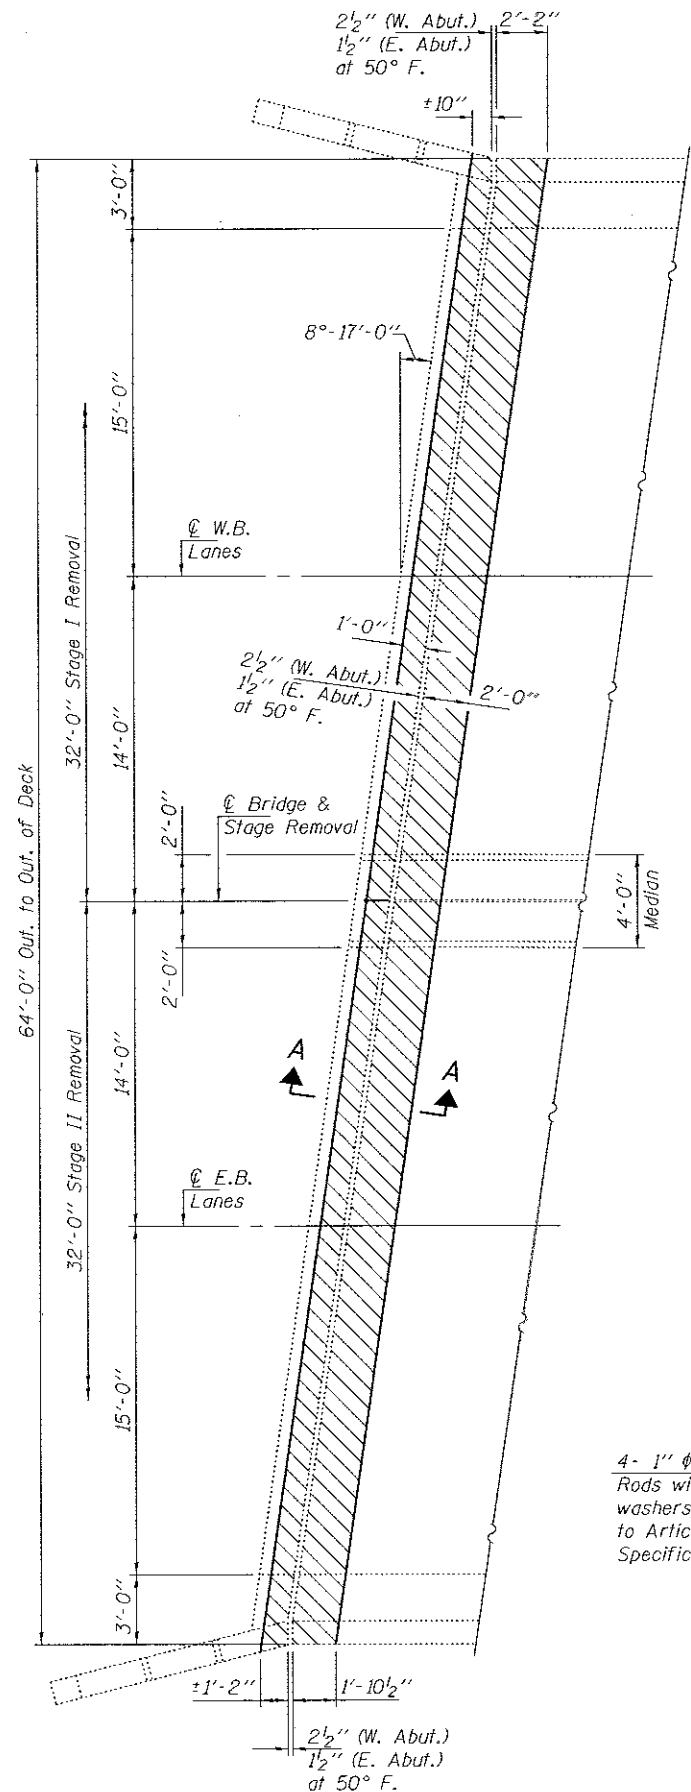 2½" (W. Abut.)
1½" (E. Abut.)
at 50° F.
2'-2"
±10"
3'-0"
8°-17'-0"
15'-0"
32'-0" Stage I Removal
℄ W.B.
Lanes
1'-0"
2½" (W. Abut.)
1½" (E. Abut.)
at 50° F.
2'-0"
14'-0"
64'-0" Out. to Out. of Deck
℄ Bridge &
Stage Removal
2'-0"
4'-0"
Median
2'-0"
14'-0"
A
A
32'-0" Stage II Removal
℄ E.B.
Lanes
15'-0"
4- 1" ϕ
Rods wi
washers
to Artic
Specific
3'-0"
±1'-2"
1'-10½"
2½" (W. Abut.)
1½" (E. Abut.)
at 50° F.